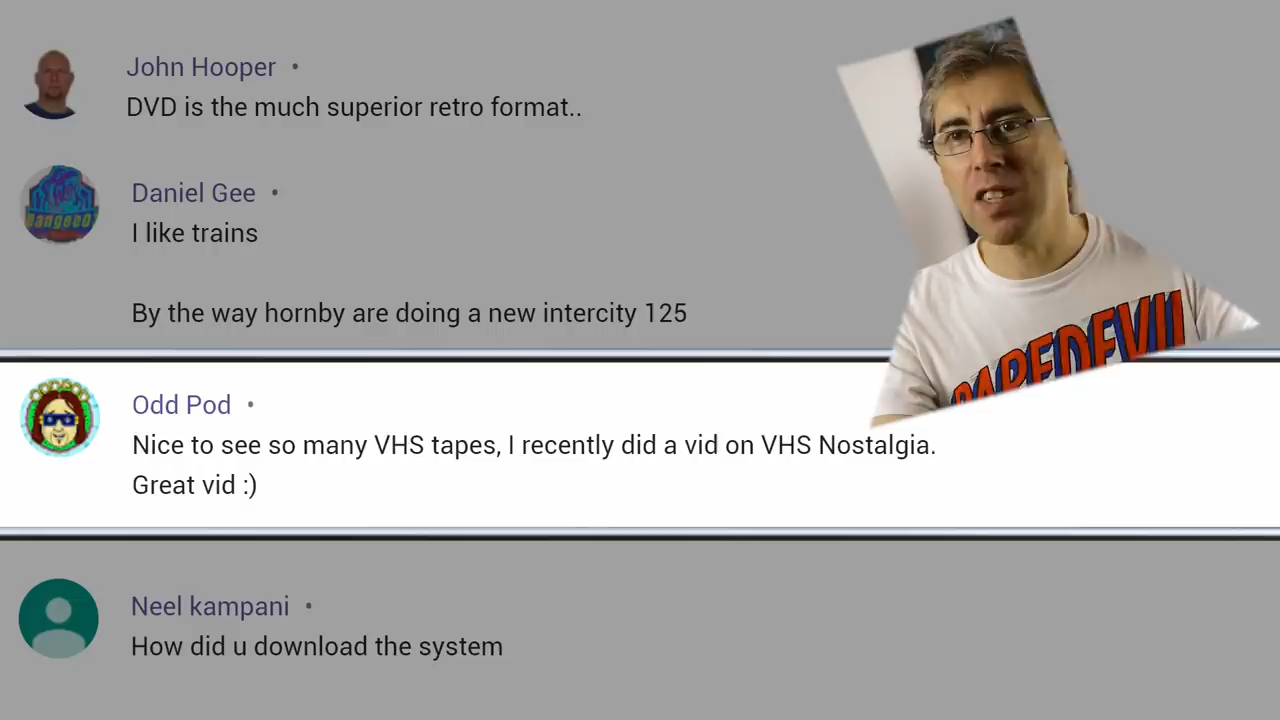 John Hooper •
DVD is the much superior retro format..
Daniel Gee •
I like trains
By the way hornby are doing a new intercity 125
Odd Pod •
Nice to see so many VHS tapes, I recently did a vid on VHS Nostalgia.
Great vid :)
DAREDEVIL
Neel kampani •
How did u download the system